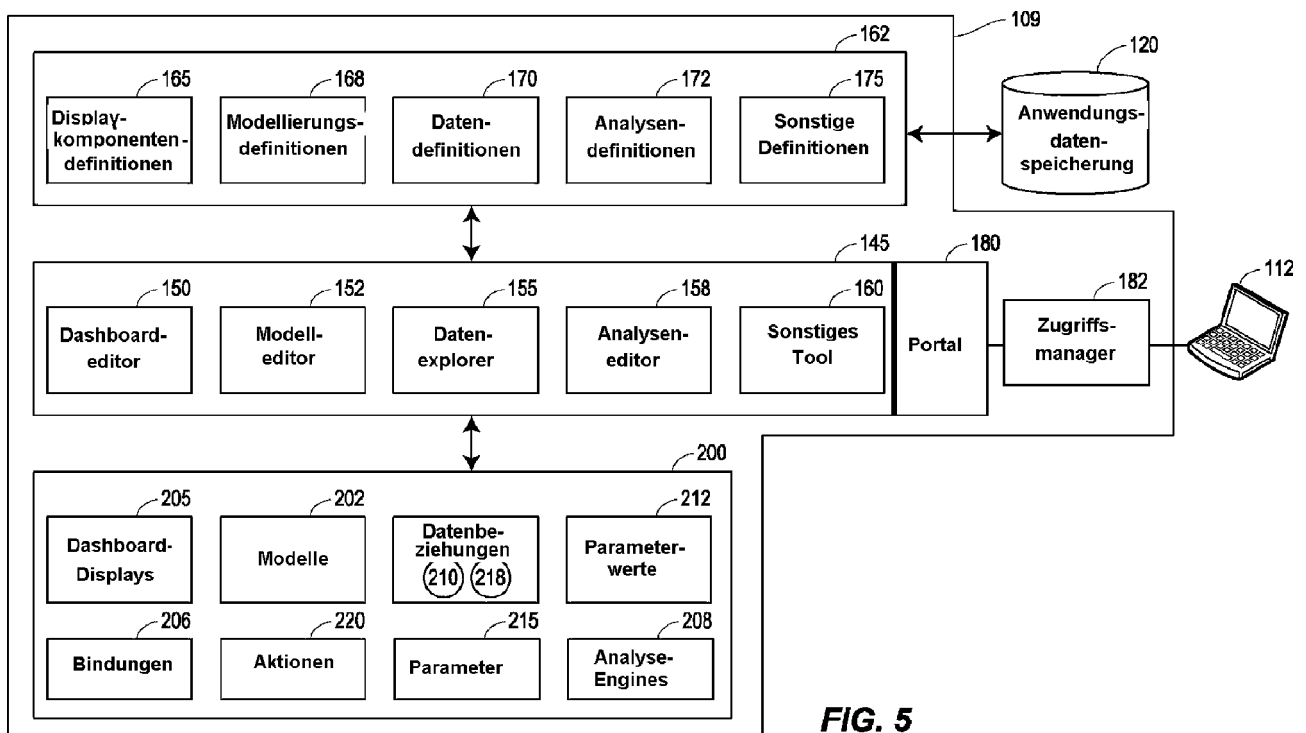 109
162
120
165
168
170
172
175
Display-
komponenten-
definitionen
Modellierungs-
definitionen
Daten-
definitionen
Analysen-
definitionen
Sonstige
Definitionen
Anwendungs-
daten-
speicherung
145
180
150
152
155
158
160
182
112
Dashboard-
editor
Modell-
editor
Daten-
explorer
Analysen-
editor
Sonstiges
Tool
Portal
Zugriffs-
manager
200
205
202
212
Dashboard-
Displays
Modelle
Datenbe-
ziehungen
210 218
Parameter-
werte
206
220
215
208
Bindungen
Aktionen
Parameter
Analyse-
Engines
FIG. 5